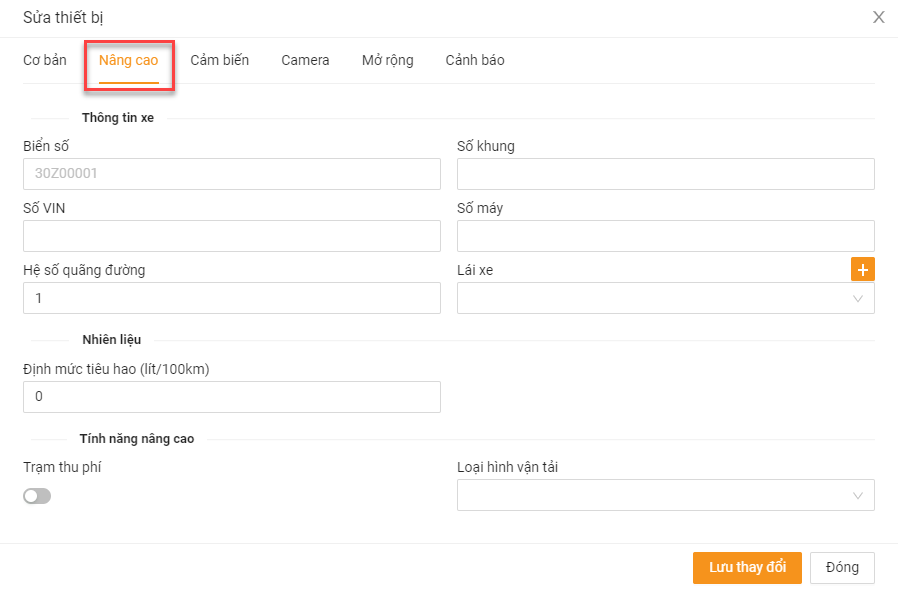 Sửa thiết bị
Cơ bản Nâng cao Cảm biến Camera Mở rộng Cảnh báo
Thông tin xe
Biển số Số khung
30Z00001
Số VIN Số máy
Hệ số quãng đường Lái xe
1
Nhiên liệu
Định mức tiêu hao (lít/100km)
0
Tính năng nâng cao
Trạm thu phí Loại hình vận tải
Lưu thay đổi Đóng